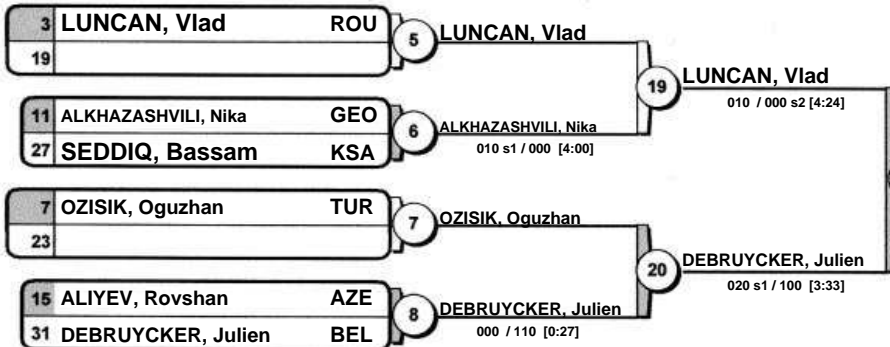 3 LUNCAN, Vlad ROU
19
5 LUNCAN, Vlad
11 ALKHAZASHVILI, Nika GEO
27 SEDDIQ, Bassam KSA
6 ALKHAZASHVILI, Nika
010 s1 / 000 [4:00]
19 LUNCAN, Vlad
010 / 000 s2 [4:24]
7 OZISIK, Oguzhan TUR
23
7 OZISIK, Oguzhan
15 ALIYEV, Rovshan AZE
31 DEBRUYCKER, Julien BEL
8 DEBRUYCKER, Julien
000 / 110 [0:27]
20 DEBRUYCKER, Julien
020 s1 / 100 [3:33]